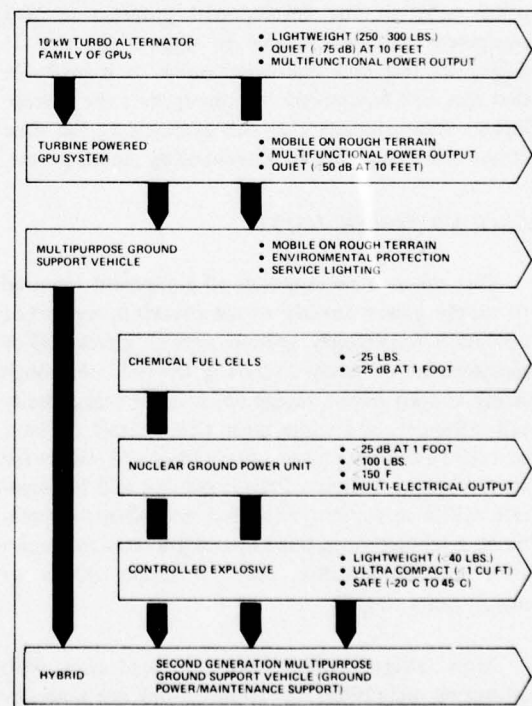 10 kW TURBO ALTERNATOR
FAMILY OF GPUs
• LIGHTWEIGHT (250-300 LBS.)
• QUIET (<75 dB) AT 10 FEET
• MULTIFUNCTIONAL POWER OUTPUT
TURBINE POWERED
GPU SYSTEM
• MOBILE ON ROUGH TERRAIN
• MULTIFUNCTIONAL POWER OUTPUT
• QUIET (≤50 dB AT 10 FEET)
MULTIPURPOSE GROUND
SUPPORT VEHICLE
• MOBILE ON ROUGH TERRAIN
• ENVIRONMENTAL PROTECTION
• SERVICE LIGHTING
CHEMICAL FUEL CELLS
• <25 LBS.
• <25 dB AT 1 FOOT
NUCLEAR GROUND POWER UNIT
• <25 dB AT 1 FOOT
• <100 LBS.
• <150 F
• MULTI-ELECTRICAL OUTPUT
CONTROLLED EXPLOSIVE
• LIGHTWEIGHT (<40 LBS.)
• ULTRA COMPACT (<1 CU FT)
• SAFE (-20 C TO 45 C)
HYBRID
SECOND GENERATION MULTIPURPOSE
GROUND SUPPORT VEHICLE (GROUND
POWER/MAINTENANCE SUPPORT)